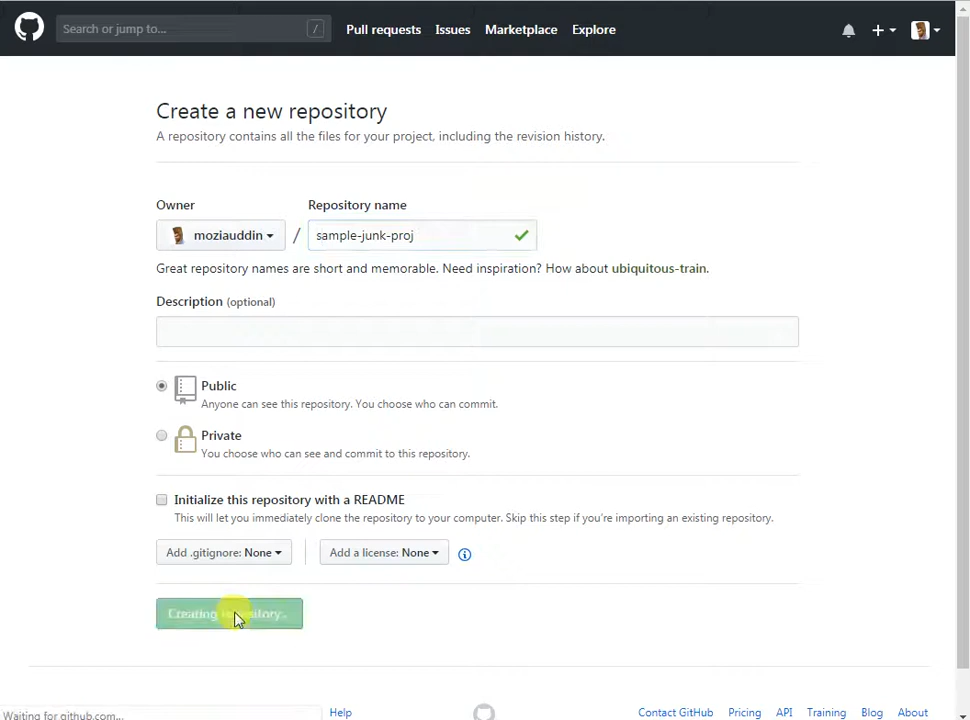 Search or jump to... /
Pull requests Issues Marketplace Explore
Create a new repository
A repository contains all the files for your project, including the revision history.
Owner Repository name
moziauddin / sample-junk-proj
Great repository names are short and memorable. Need inspiration? How about ubiquitous-train.
Description (optional)
Public
Anyone can see this repository. You choose who can commit.
Private
You choose who can see and commit to this repository.
Initialize this repository with a README
This will let you immediately clone the repository to your computer. Skip this step if you're importing an existing repository.
Add .gitignore: None Add a license: None
Creating repository...
Waiting for github.com... Help Contact GitHub Pricing API Training Blog About